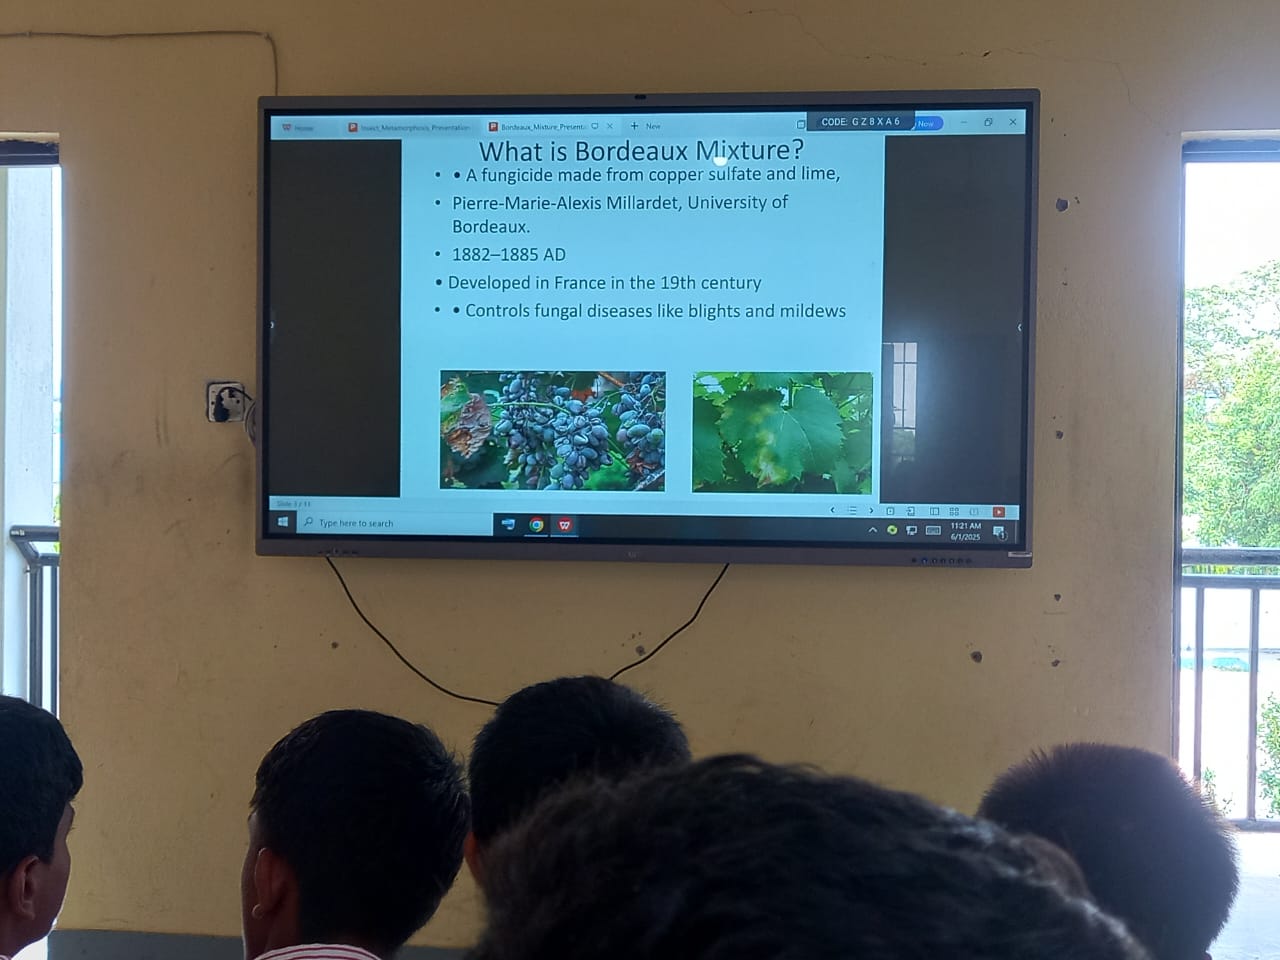 Home
Insect_Metamorphosis_Presentation
Bordeaux_Mixture_Presenta
New
CODE: G Z 8 X A 6
Now
What is Bordeaux Mixture?
• • A fungicide made from copper sulfate and lime,
• Pierre-Marie-Alexis Millardet, University of
Bordeaux.
• 1882–1885 AD
• Developed in France in the 19th century
• • Controls fungal diseases like blights and mildews
Slide 3 / 11
Type here to search
11:21 AM
6/1/2025